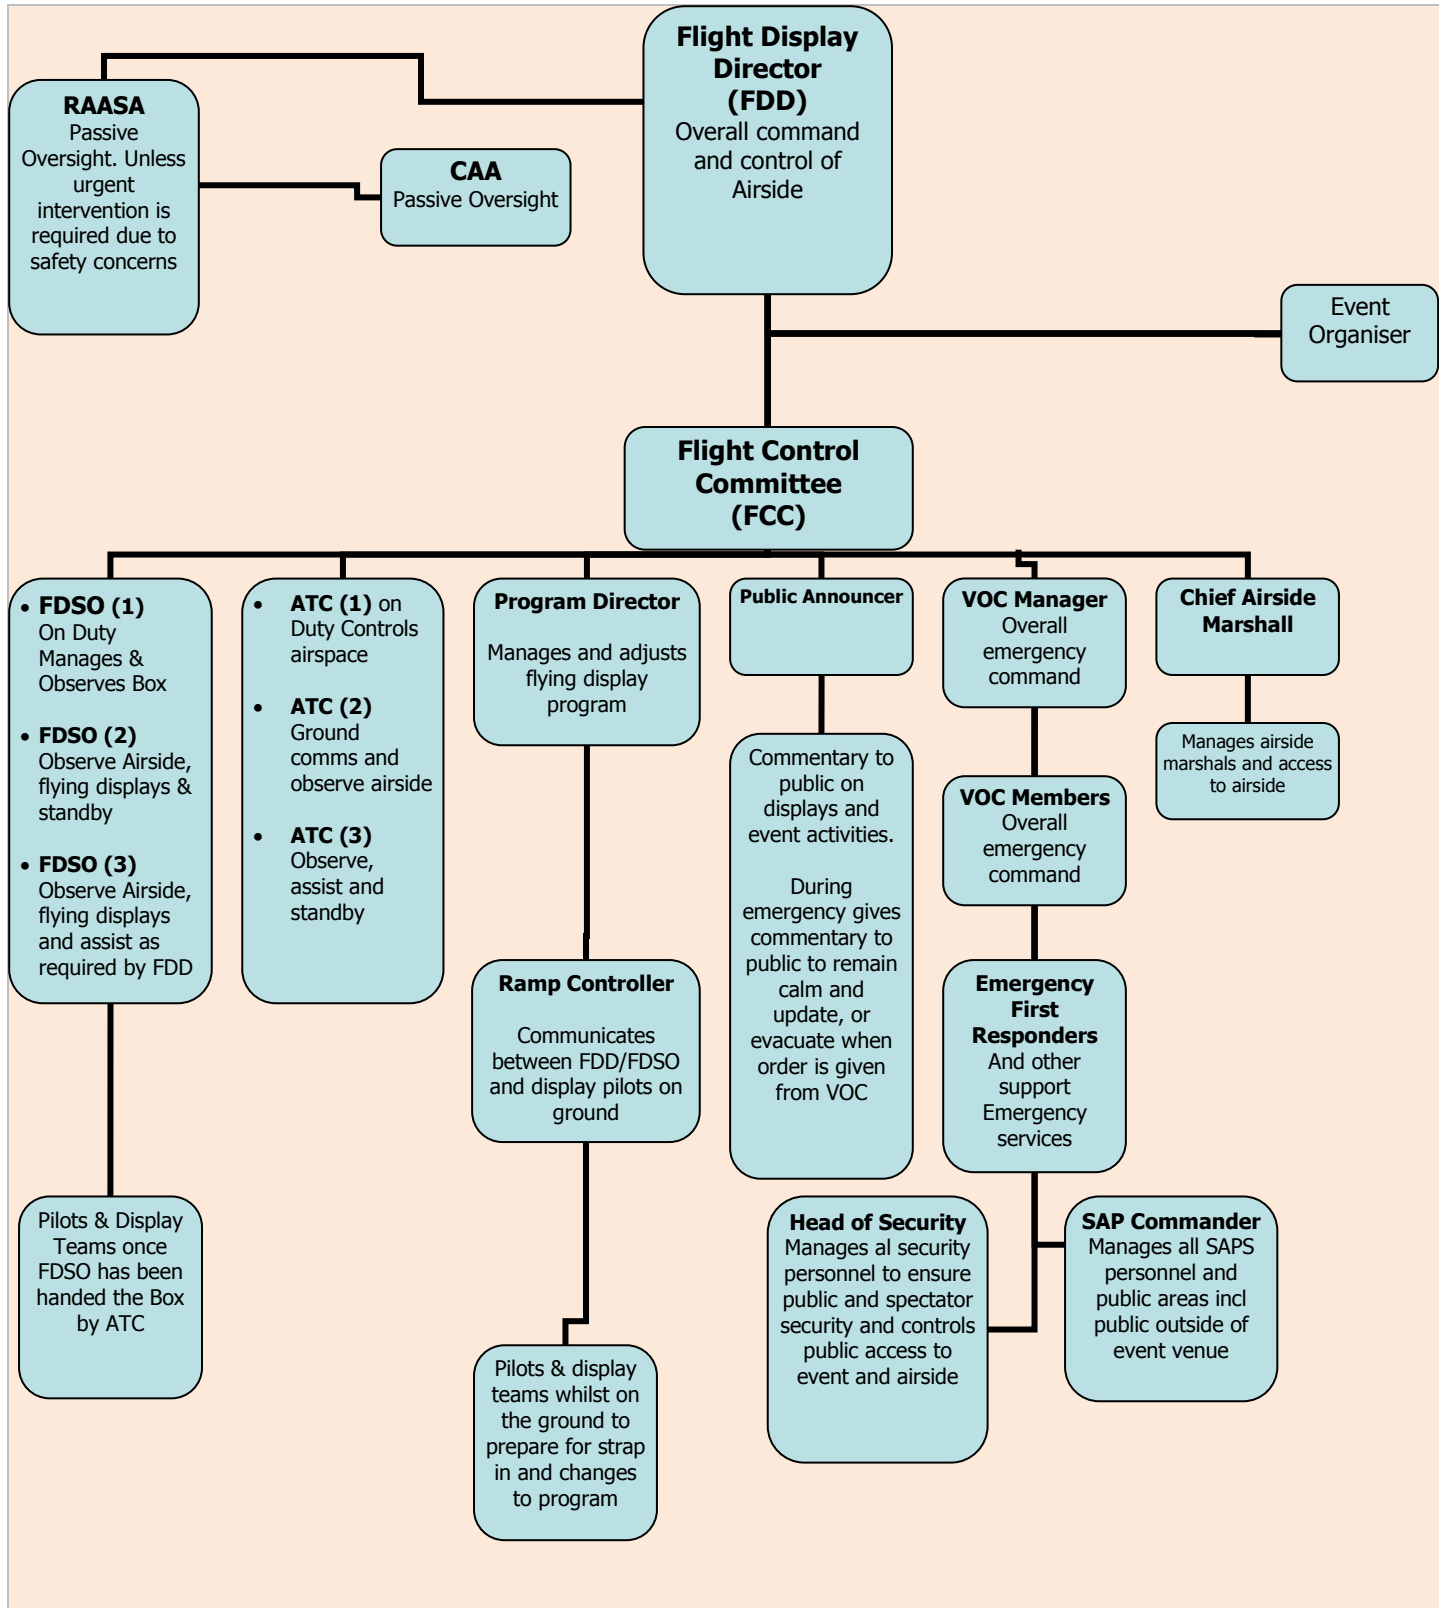 Flight Display
Director
(FDD)
Overall command
and control of
Airside
RAASA
Passive
Oversight. Unless
urgent
intervention is
required due to
safety concerns
CAA
Passive Oversight
Event
Organiser
Flight Control
Committee
(FCC)
• FDSO (1)
On Duty
Manages &
Observes Box
• FDSO (2)
Observe Airside,
flying displays &
standby
• FDSO (3)
Observe Airside,
flying displays
and assist as
required by FDD
Pilots & Display
Teams once
FDSO has been
handed the Box
by ATC
• ATC (1) on
Duty Controls
airspace
• ATC (2)
Ground
comms and
observe airside
• ATC (3)
Observe,
assist and
standby
Program Director
Manages and adjusts
flying display
program
Ramp Controller
Communicates
between FDD/FDSO
and display pilots on
ground
Pilots & display
teams whilst on
the ground to
prepare for strap
in and changes
to program
Public Announcer
Commentary to
public on
displays and
event activities.
During
emergency gives
commentary to
public to remain
calm and
update, or
evacuate when
order is given
from VOC
VOC Manager
Overall
emergency
command
VOC Members
Overall
emergency
command
Emergency
First
Responders
And other
support
Emergency
services
Head of Security
Manages al security
personnel to ensure
public and spectator
security and controls
public access to
event and airside
SAP Commander
Manages all SAPS
personnel and
public areas incl
public outside of
event venue
Chief Airside
Marshall
Manages airside
marshals and access
to airside